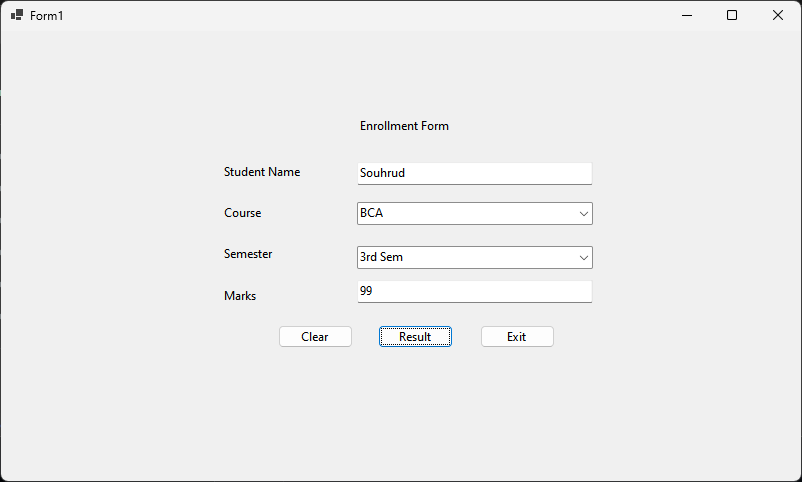 Form1
Enrollment Form
Student Name Souhrud
Course BCA
Semester 3rd Sem
Marks 99
Clear Result Exit